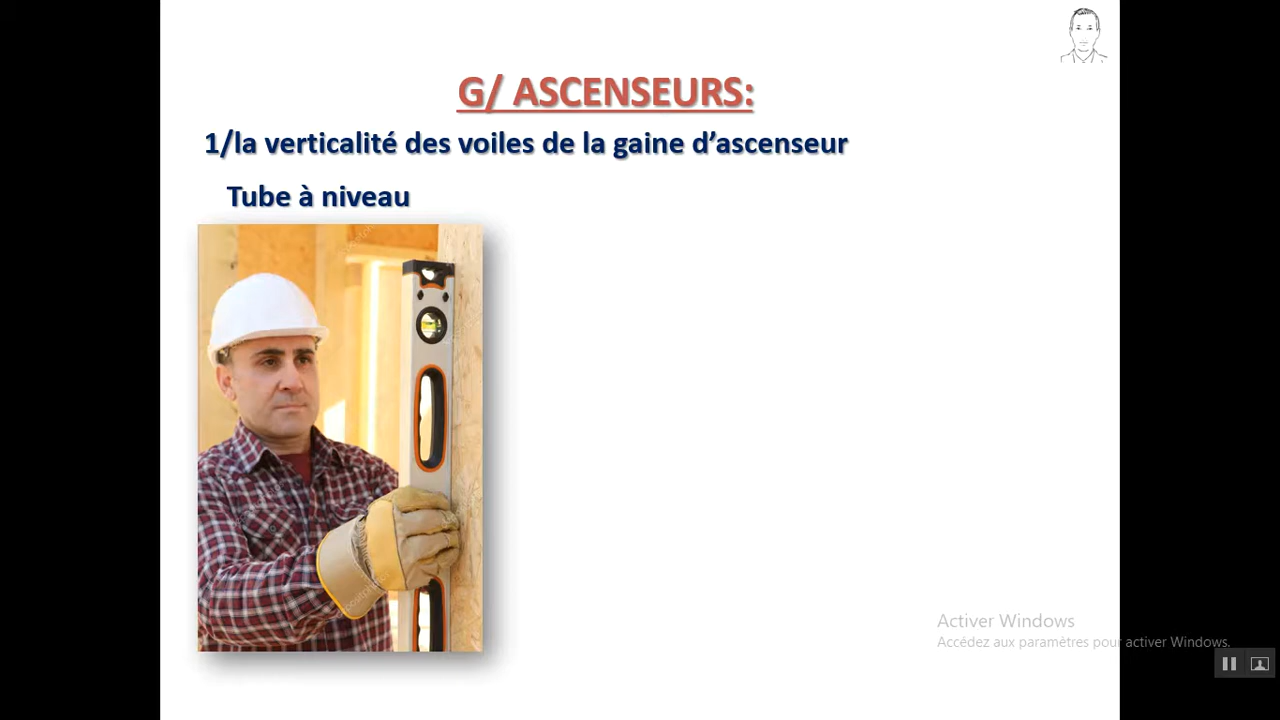 G/ ASCENSEURS:
1/la verticalité des voiles de la gaine d’ascenseur
Tube à niveau
Activer Windows
Accédez aux paramètres pour activer Windows.